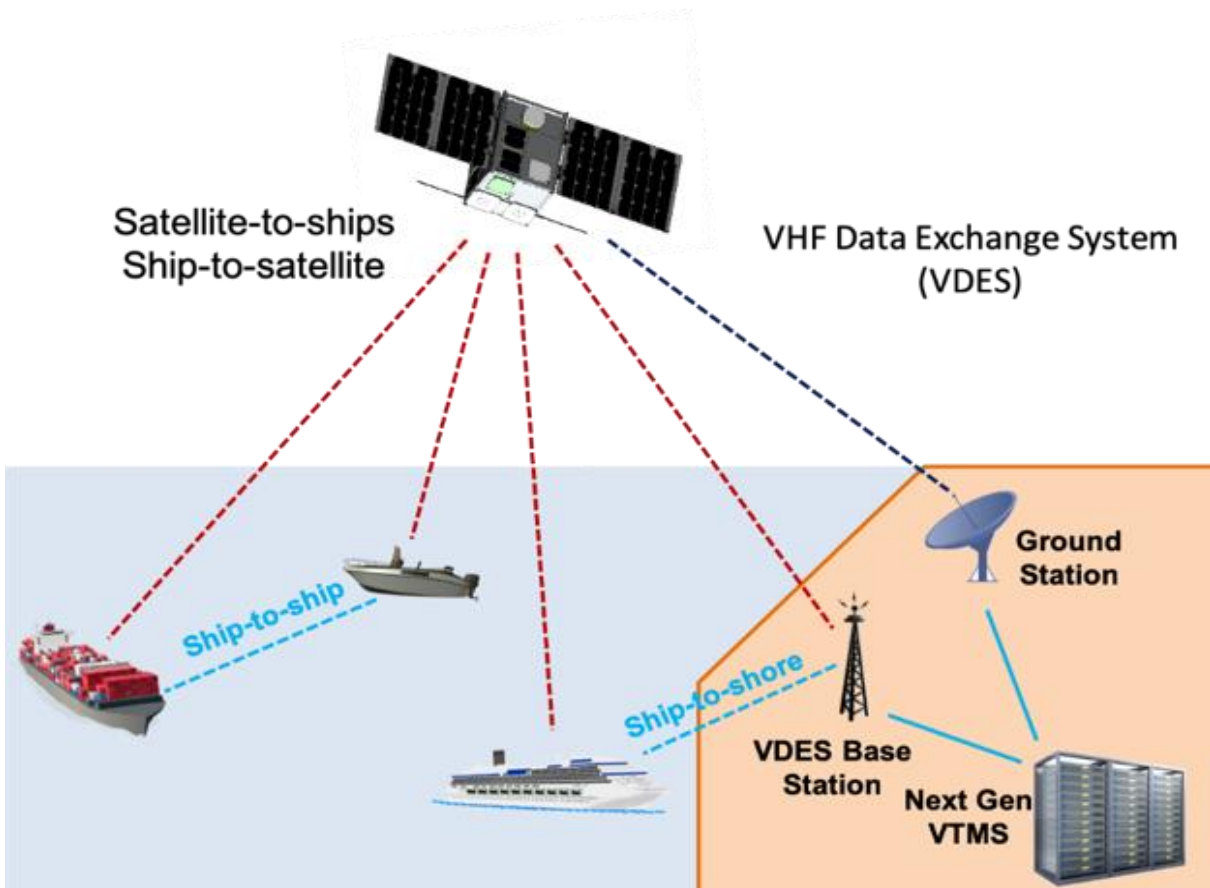 Satellite-to-ships
Ship-to-satellite
VHF Data Exchange System
(VDES)
Ground
Station
Ship-to-ship
Ship-to-shore
VDES Base
Station
Next Gen
VTMS